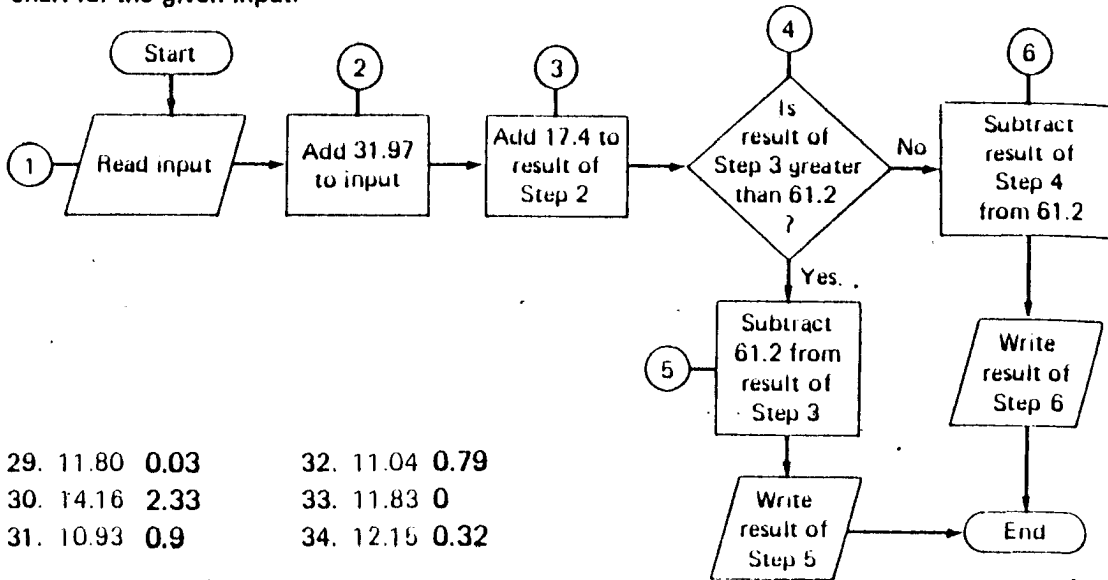 chart for the given input.
Start
1
Read input
2
Add 31.97
to input
3
Add 17.4 to
result of
Step 2
4
Is
result of
Step 3 greater
than 61.2
?
No
Yes.
6
Subtract
result of
Step 4
from 61.2
Write
result of
Step 6
5
Subtract
61.2 from
result of
Step 3
Write
result of
Step 5
End
29. 11.80 0.03
30. 14.16 2.33
31. 10.93 0.9
32. 11.04 0.79
33. 11.83 0
34. 12.15 0.32